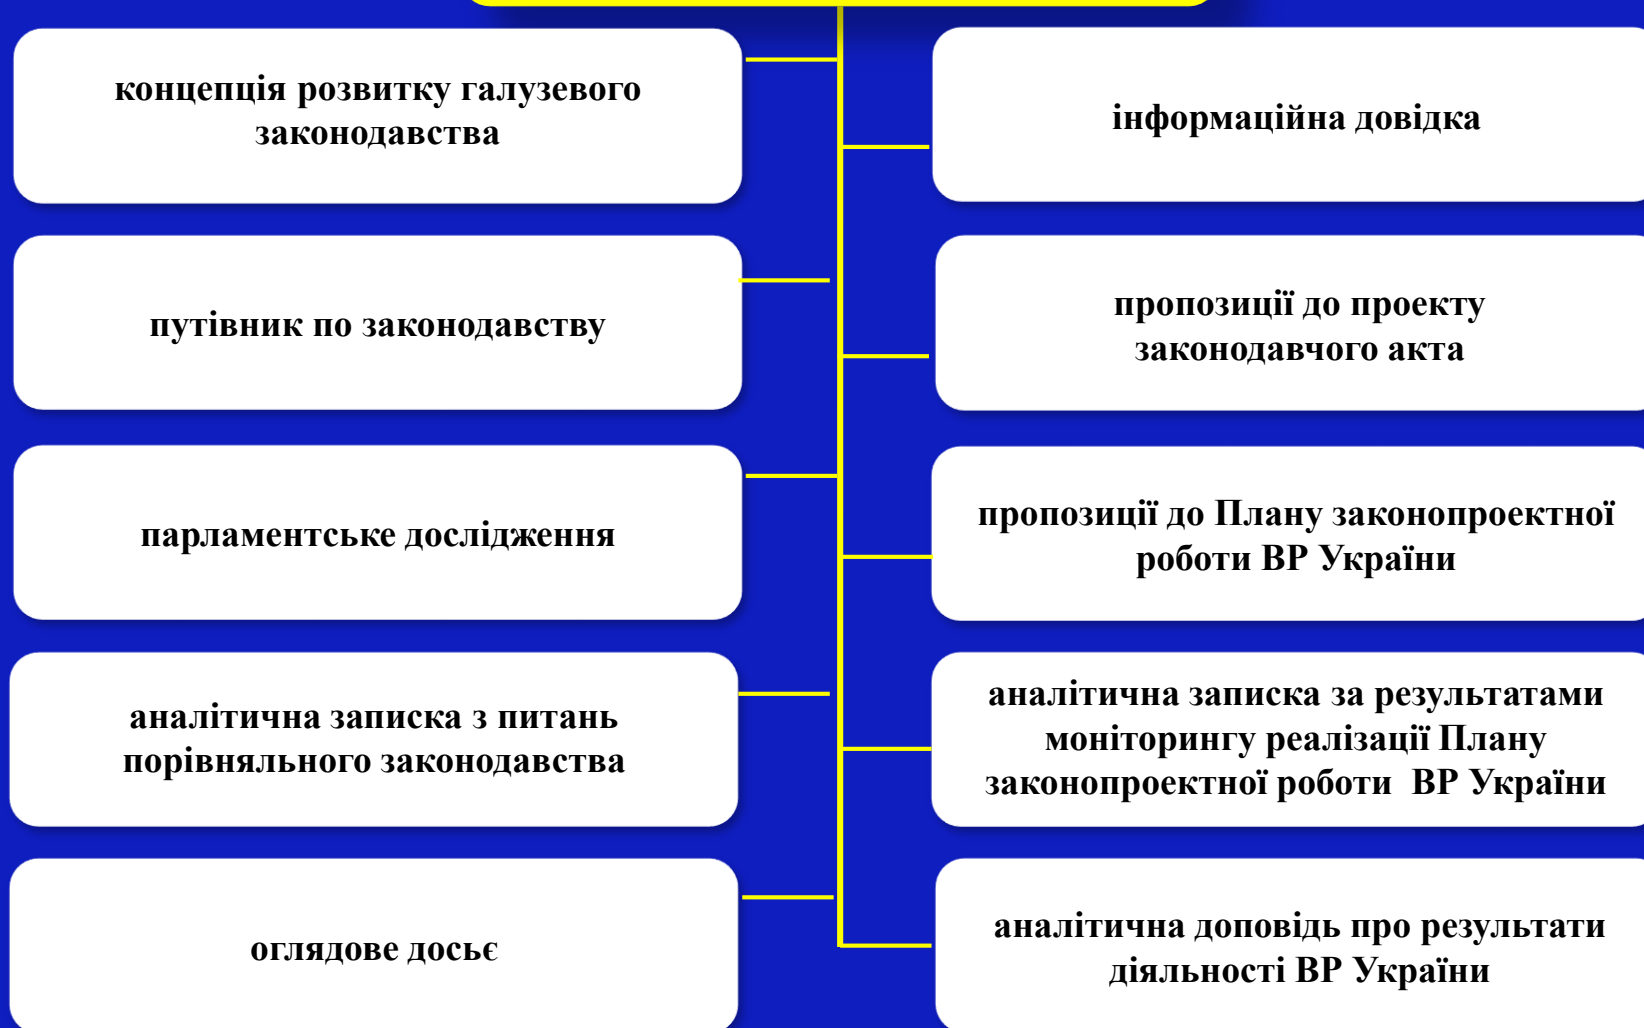 концепція розвитку галузевого
законодавства
путівник по законодавству
парламентське дослідження
аналітична записка з питань
порівняльного законодавства
оглядове досьє
інформаційна довідка
пропозиції до проекту
законодавчого акта
пропозиції до Плану законопроектної
роботи ВР України
аналітична записка за результатами
моніторингу реалізації Плану
законопроектної роботи ВР України
аналітична доповідь про результати
діяльності ВР України